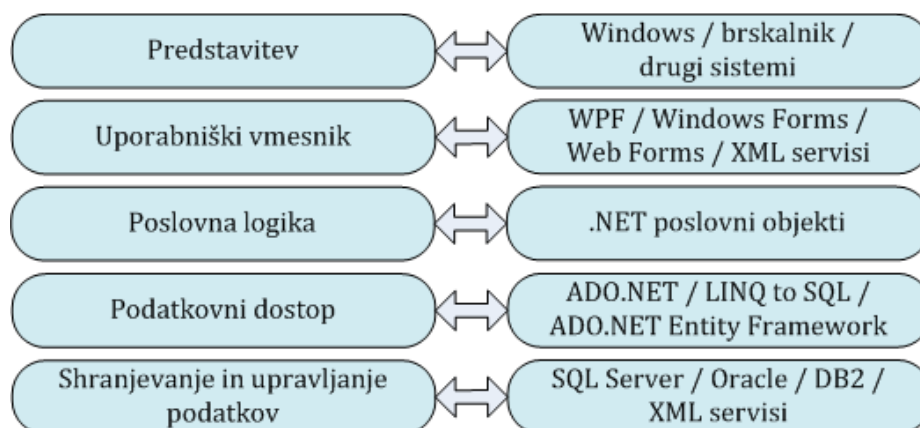 Predstavitev
Windows / brskalnik /
drugi sistemi
Uporabniški vmesnik
WPF / Windows Forms /
Web Forms / XML servisi
Poslovna logika
.NET poslovni objekti
Podatkovni dostop
ADO.NET / LINQ to SQL /
ADO.NET Entity Framework
Shranjevanje in upravljanje
podatkov
SQL Server / Oracle / DB2 /
XML servisi